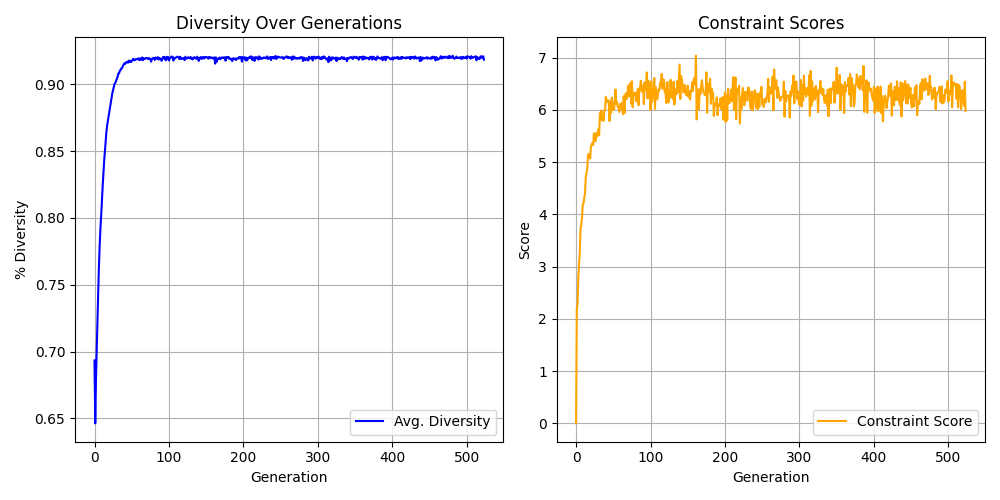 Diversity Over Generations
% Diversity
0.90
0.85
0.80
0.75
0.70
0.65
0 100 200 300 400 500
Generation
Avg. Diversity
Constraint Scores
Score
7
6
5
4
3
2
1
0
0 100 200 300 400 500
Generation
Constraint Score